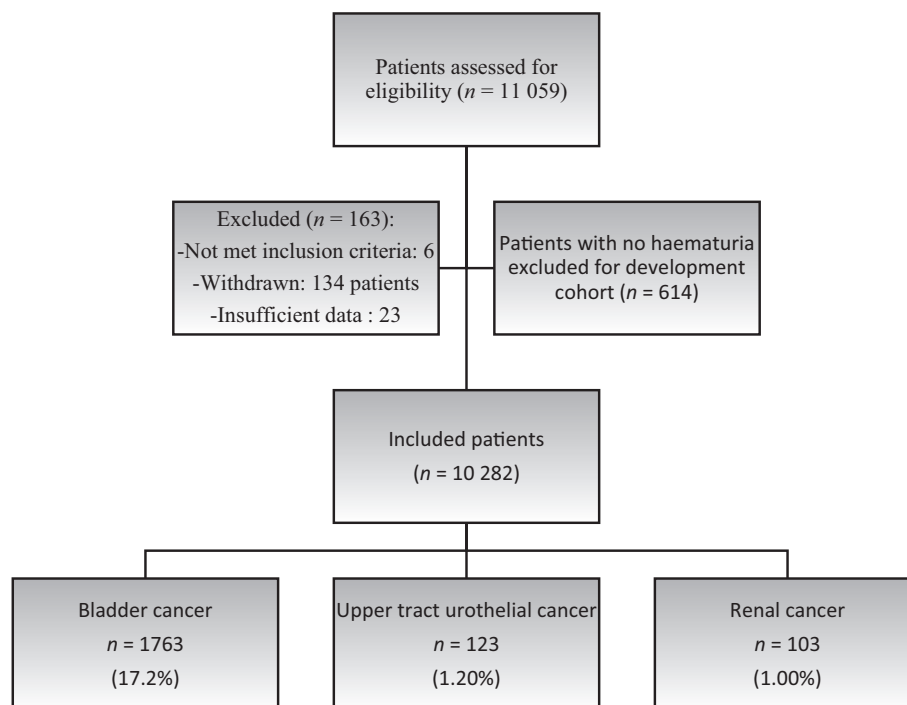 Patients assessed for
eligibility (n = 11 059)
Excluded (n = 163):
-Not met inclusion criteria: 6
-Withdrawn: 134 patients
-Insufficient data : 23
Patients with no haematuria
excluded for development
cohort (n = 614)
Included patients
(n = 10 282)
Bladder cancer
n = 1763
(17.2%)
Upper tract urothelial cancer
n = 123
(1.20%)
Renal cancer
n = 103
(1.00%)